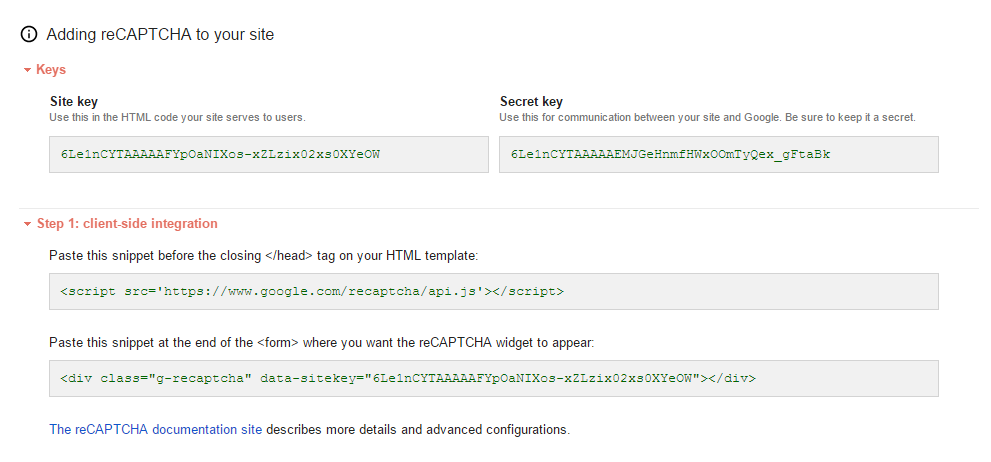 Adding reCAPTCHA to your site
Keys
Site key
Use this in the HTML code your site serves to users.
6Le1nCYTAAAAAFYpOaNIXos-xZLzix02xs0XYeOW
Secret key
Use this for communication between your site and Google. Be sure to keep it a secret.
6Le1nCYTAAAAAEMJGeHnmfHWxOOmTyQex_gFtaBk
Step 1: client-side integration
Paste this snippet before the closing </head> tag on your HTML template:
<script src='https://www.google.com/recaptcha/api.js'></script>
Paste this snippet at the end of the <form> where you want the reCAPTCHA widget to appear:
<div class="g-recaptcha" data-sitekey="6Le1nCYTAAAAAFYpOaNIXos-xZLzix02xs0XYeOW"></div>
The reCAPTCHA documentation site describes more details and advanced configurations.